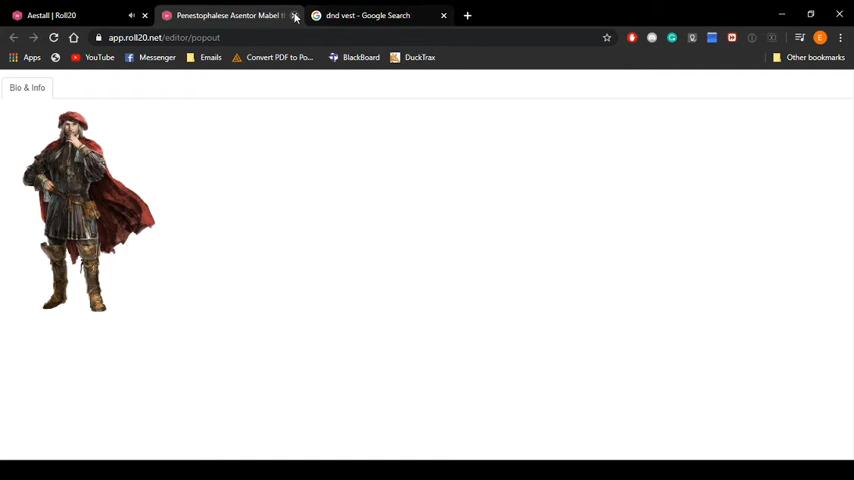 Aestall | Roll20
Penestophalese Asentor Mabel t
dnd vest - Google Search
app.roll20.net/editor/popout
E
Apps
YouTube
Messenger
Emails
Convert PDF to Po...
BlackBoard
DuckTrax
Other bookmarks
Bio & Info